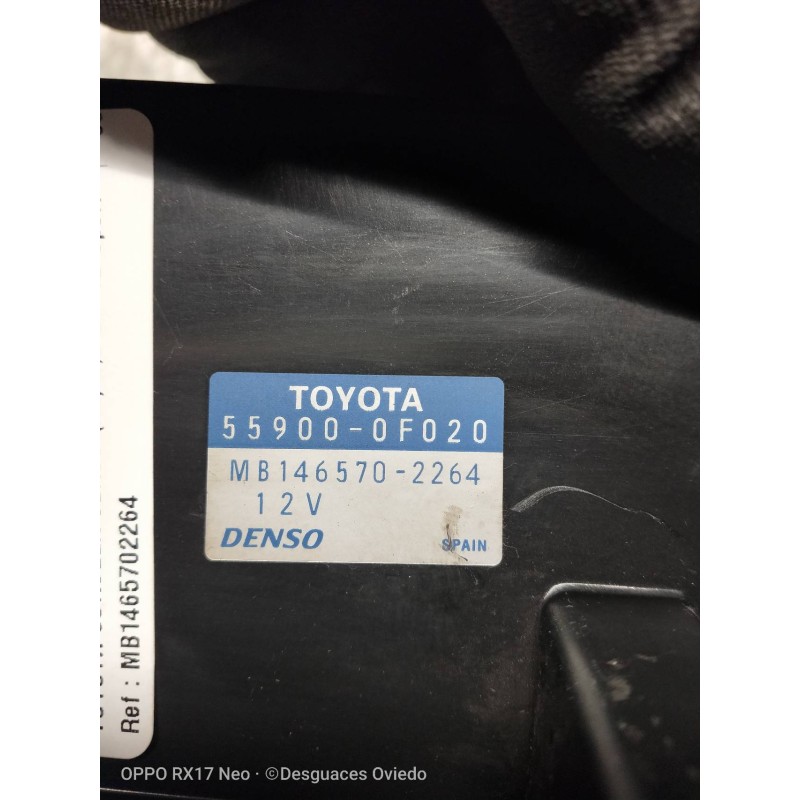 TOYOTA
55900-0F020
MB146570-2264
12V
DENSO
SPAIN
Ref : MB1465702264
OPPO RX17 Neo · ©Desguaces Oviedo